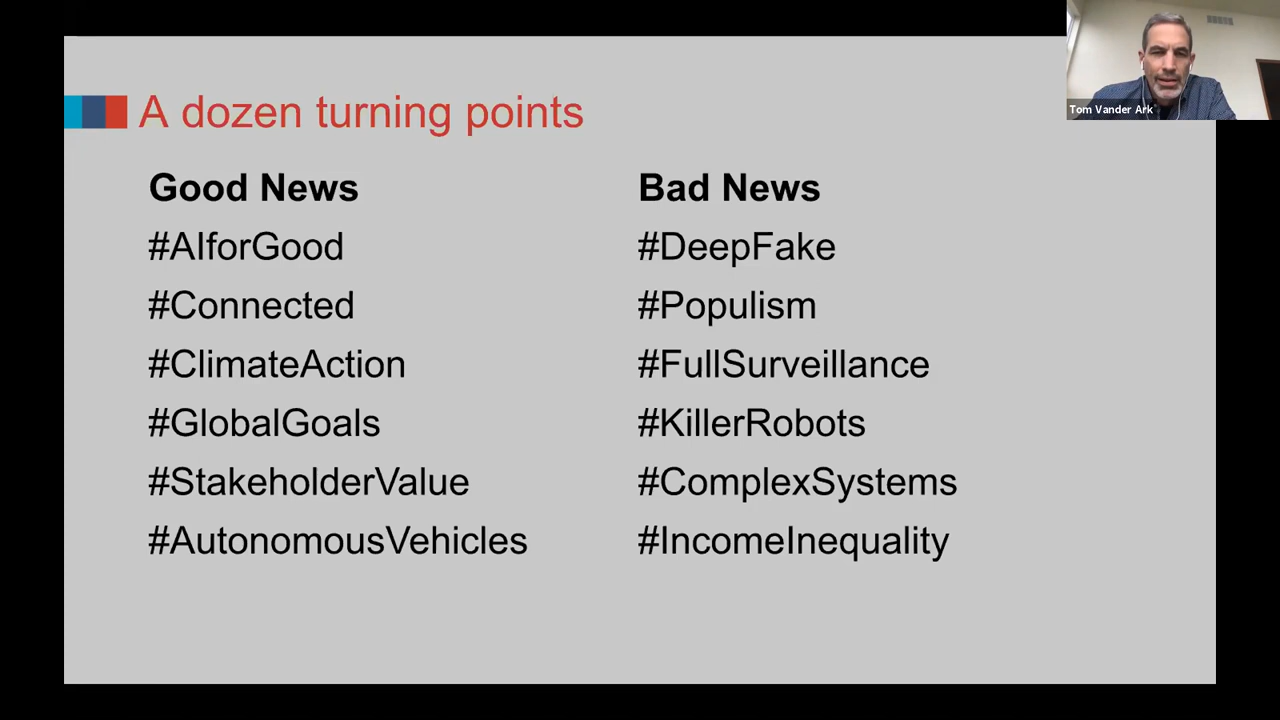 A dozen turning points
Good News
#AIforGood
#Connected
#ClimateAction
#GlobalGoals
#StakeholderValue
#AutonomousVehicles
Bad News
#DeepFake
#Populism
#FullSurveillance
#KillerRobots
#ComplexSystems
#IncomeInequality
Tom Vander Ark